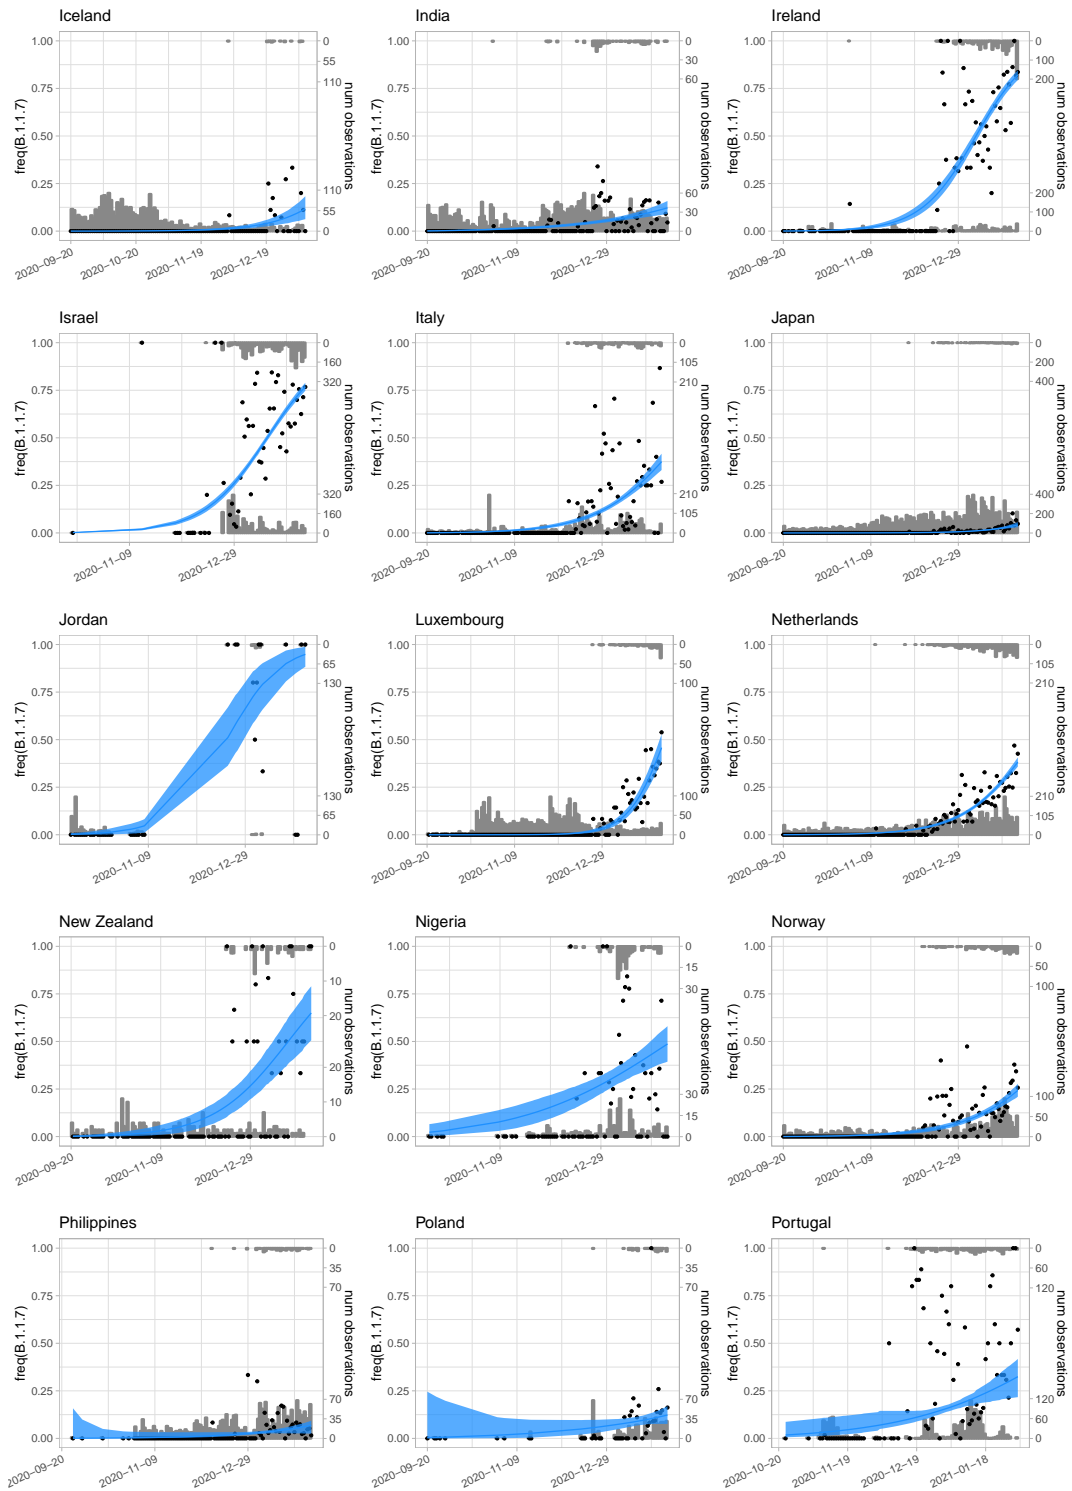 Iceland
India
Ireland
1.00 0 1.00 0 1.00 0
55 30 100
0.75 110 0.75 60 0.75 200
freq(B.1.1.7) 0.50 num observations freq(B.1.1.7) 0.50 num observations freq(B.1.1.7) 0.50 num observations
0.25 110 0.25 60 0.25 200
55 30 100
0.00 0 0.00 0 0.00 0
2020−09−20 2020−10−20 2020−11−19 2020−12−19
2020−09−20 2020−11−09 2020−12−29
2020−09−20 2020−11−09 2020−12−29
Israel
Italy
Japan
1.00 0 1.00 0 1.00 0
160 105 200
0.75 320 0.75 210 0.75 400
freq(B.1.1.7) 0.50 num observations freq(B.1.1.7) 0.50 num observations freq(B.1.1.7) 0.50 num observations
0.25 320 0.25 210 0.25 400
160 105 200
0.00 0 0.00 0 0.00 0
2020−11−09 2020−12−29
2020−09−20 2020−11−09 2020−12−29
2020−09−20 2020−11−09 2020−12−29
Jordan
Luxembourg
Netherlands
1.00 0 1.00 0 1.00 0
65 50 105
0.75 130 0.75 100 0.75 210
freq(B.1.1.7) 0.50 num observations freq(B.1.1.7) 0.50 num observations freq(B.1.1.7) 0.50 num observations
0.25 130 0.25 100 0.25 210
65 50 105
0.00 0 0.00 0 0.00 0
2020−11−09 2020−12−29
2020−09−20 2020−11−09 2020−12−29
2020−09−20 2020−11−09 2020−12−29
New Zealand
Nigeria
Norway
1.00 0 1.00 0 1.00 0
10 15 50
0.75 20 0.75 30 0.75 100
freq(B.1.1.7) 0.50 num observations freq(B.1.1.7) 0.50 num observations freq(B.1.1.7) 0.50 num observations
0.25 20 0.25 30 0.25 100
10 15 50
0.00 0 0.00 0 0.00 0
2020−09−20 2020−11−09 2020−12−29
2020−11−09 2020−12−29
2020−09−20 2020−11−09 2020−12−29
Philippines
Poland
Portugal
1.00 0 1.00 0 1.00 0
35 35 60
0.75 70 0.75 70 0.75 120
freq(B.1.1.7) 0.50 num observations freq(B.1.1.7) 0.50 num observations freq(B.1.1.7) 0.50 num observations
0.25 70 0.25 70 0.25 120
35 35 60
0.00 0 0.00 0 0.00 0
2020−09−20 2020−11−09 2020−12−29
2020−09−20 2020−11−09 2020−12−29
2020−10−20 2020−11−19 2020−12−19 2021−01−18